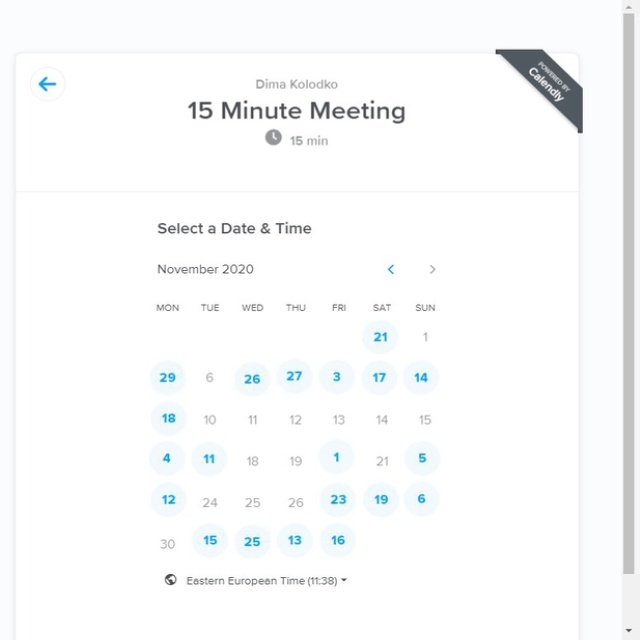 POWERED BY
Calendly
Dima Kolodko
15 Minute Meeting
15 min
Select a Date & Time
November 2020
MON TUE WED THU FRI SAT SUN
21 1
29 6 26 27 3 17 14
18 10 11 12 13 14 15
4 11 18 19 1 21 5
12 24 25 26 23 19 6
30 15 25 13 16
Eastern European Time (11:38)